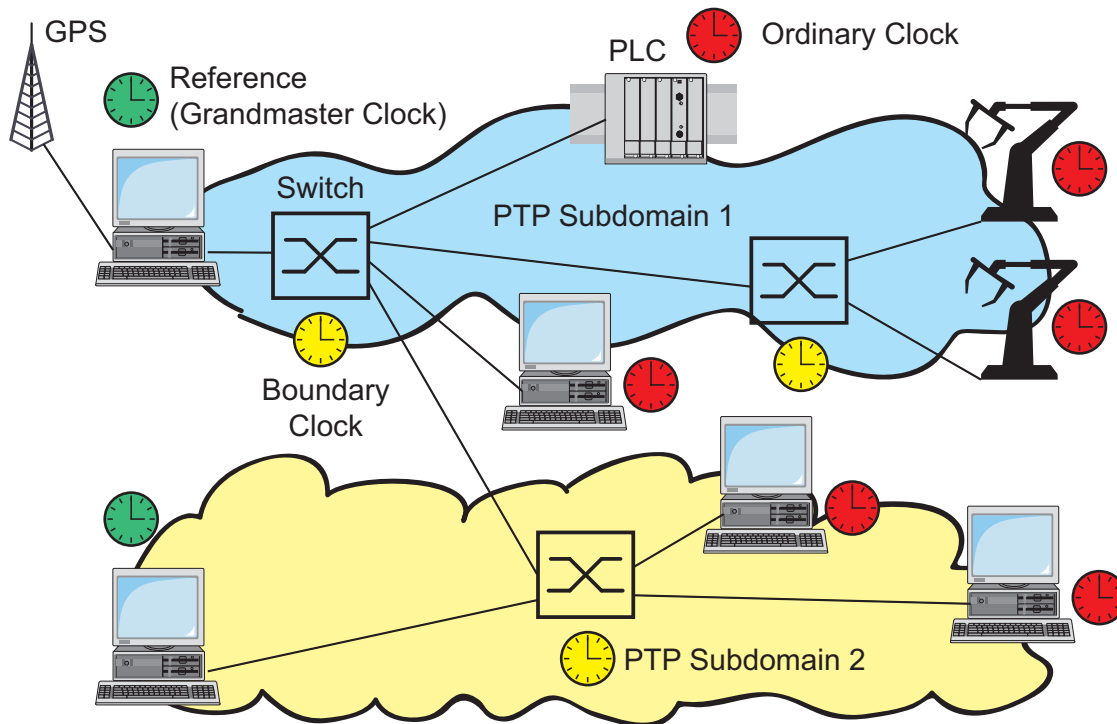 GPS
Reference
(Grandmaster Clock)
PLC
Ordinary Clock
Switch
PTP Subdomain 1
Boundary
Clock
PTP Subdomain 2